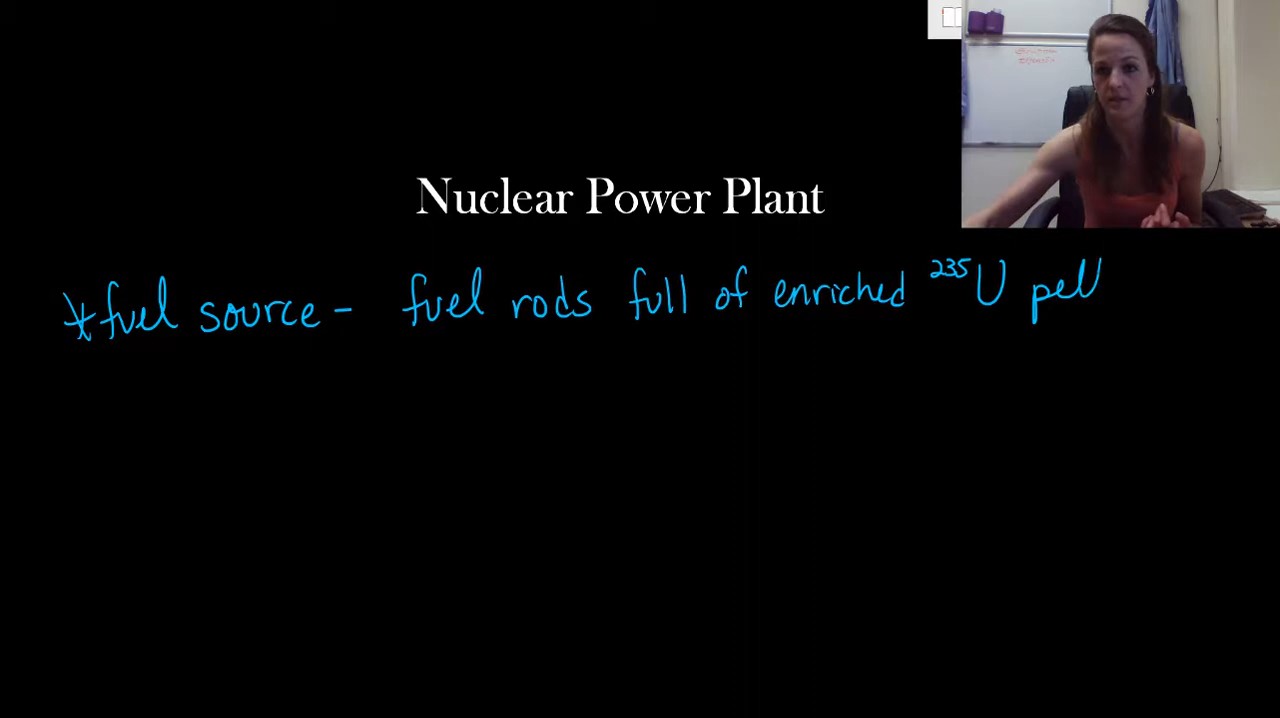 Nuclear Power Plant
*fuel source - fuel rods full of enriched ²³⁵U pell